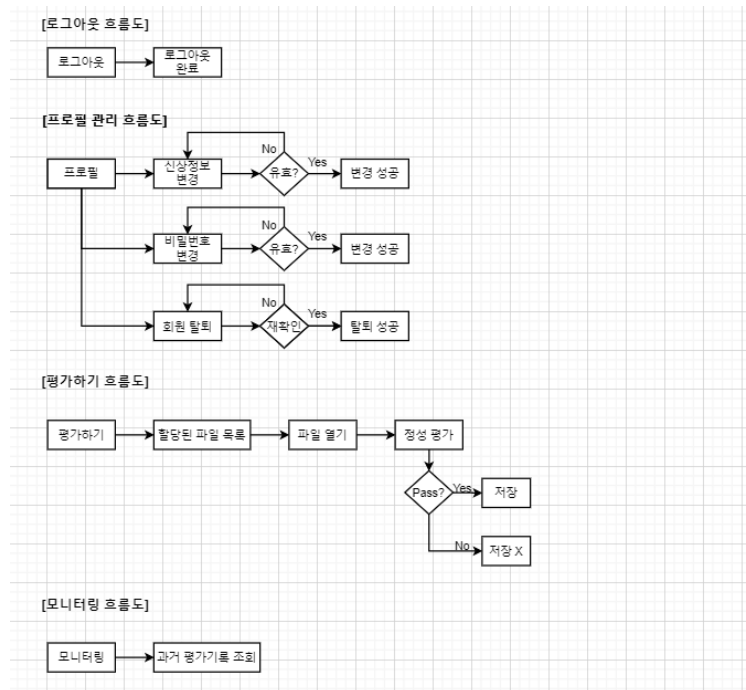 [로그아웃 흐름도]
로그아웃
로그아웃
완료
[프로필 관리 흐름도]
프로필
신상정보
변경
No
유효?
Yes
변경 성공
비밀번호
변경
No
유효?
Yes
변경 성공
회원 탈퇴
No
재확인
Yes
탈퇴 성공
[평가하기 흐름도]
평가하기
할당된 파일 목록
파일 열기
정성 평가
Pass?
Yes
저장
No
저장 X
[모니터링 흐름도]
모니터링
과거 평가기록 조회